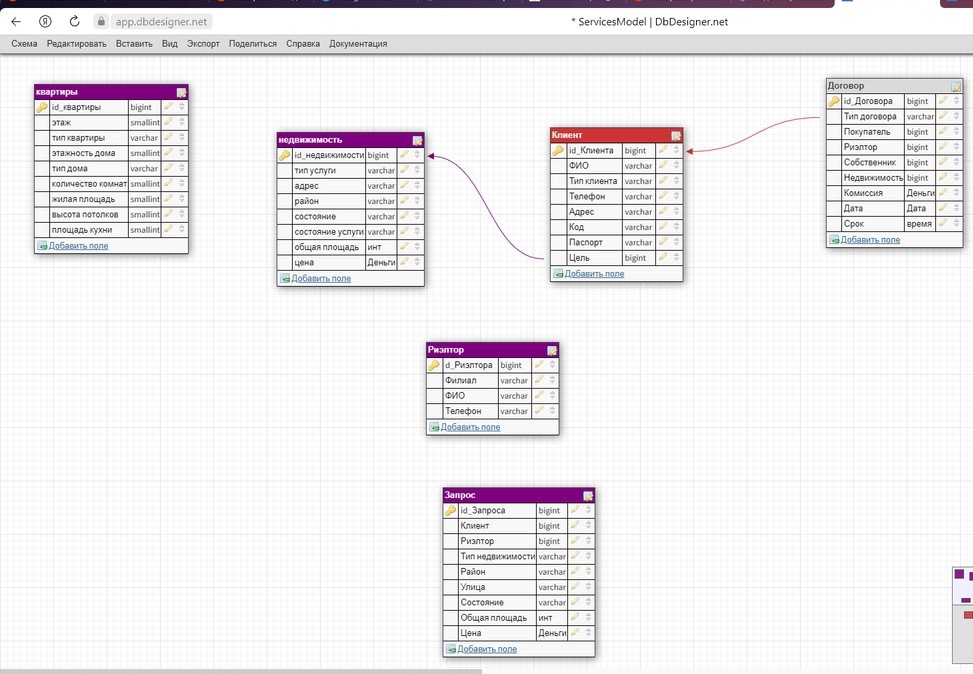 app.dbdesigner.net
* ServicesModel | DbDesigner.net
Схема Редактировать Вставить Вид Экспорт Поделиться Справка Документация
квартиры
id_квартиры bigint
этаж smallint
тип квартиры varchar
этажность дома smallint
тип дома varchar
количество комнат smallint
жилая площадь smallint
высота потолков smallint
площадь кухни smallint
Добавить поле
недвижимость
id_недвижимости bigint
тип услуги varchar
адрес varchar
район varchar
состояние varchar
состояние услуги varchar
общая площадь инт
цена Деньги
Добавить поле
Клиент
id_Клиента bigint
ФИО varchar
Тип клиента varchar
Телефон varchar
Адрес varchar
Код varchar
Паспорт varchar
Цель bigint
Добавить поле
Договор
id_Договора bigint
Тип договора varchar
Покупатель bigint
Риэлтор bigint
Собственник bigint
Недвижимость bigint
Комиссия Деньги
Дата Дата
Срок время
Добавить поле
Риэлтор
d_Риэлтора bigint
Филиал varchar
ФИО varchar
Телефон varchar
Добавить поле
Запрос
id_Запроса bigint
Клиент bigint
Риэлтор bigint
Тип недвижимости varchar
Район varchar
Улица varchar
Состояние varchar
Общая площадь инт
Цена Деньги
Добавить поле